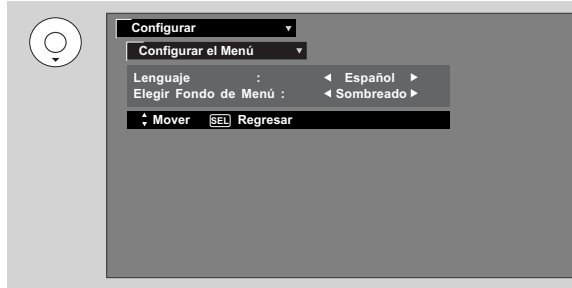 Configurar
Configurar el Menú
Lenguaje : Español
Elegir Fondo de Menú : Sombreado
Mover SEL Regresar